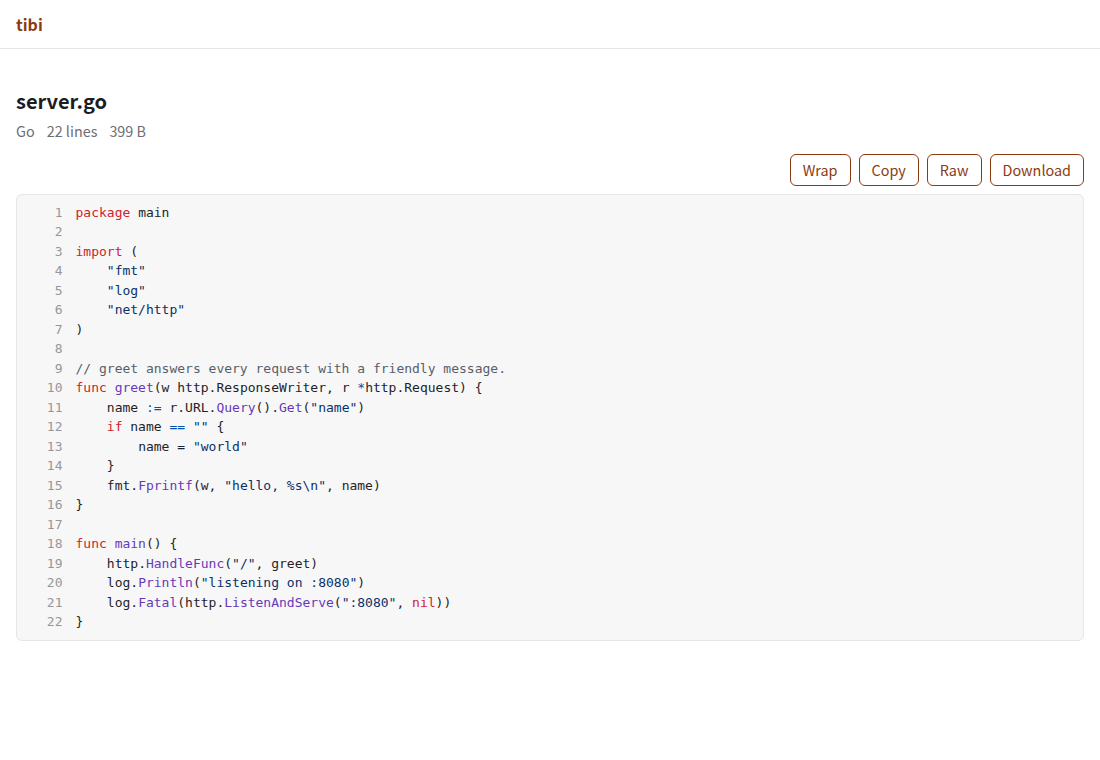 tibi
server.go
Go 22 lines 399 B
Wrap Copy Raw Download
1 package main
2
3 import (
4     "fmt"
5     "log"
6     "net/http"
7 )
8
9 // greet answers every request with a friendly message.
10 func greet(w http.ResponseWriter, r *http.Request) {
11     name := r.URL.Query().Get("name")
12     if name == "" {
13         name = "world"
14     }
15     fmt.Fprintf(w, "hello, %s\n", name)
16 }
17
18 func main() {
19     http.HandleFunc("/", greet)
20     log.Println("listening on :8080")
21     log.Fatal(http.ListenAndServe(":8080", nil))
22 }